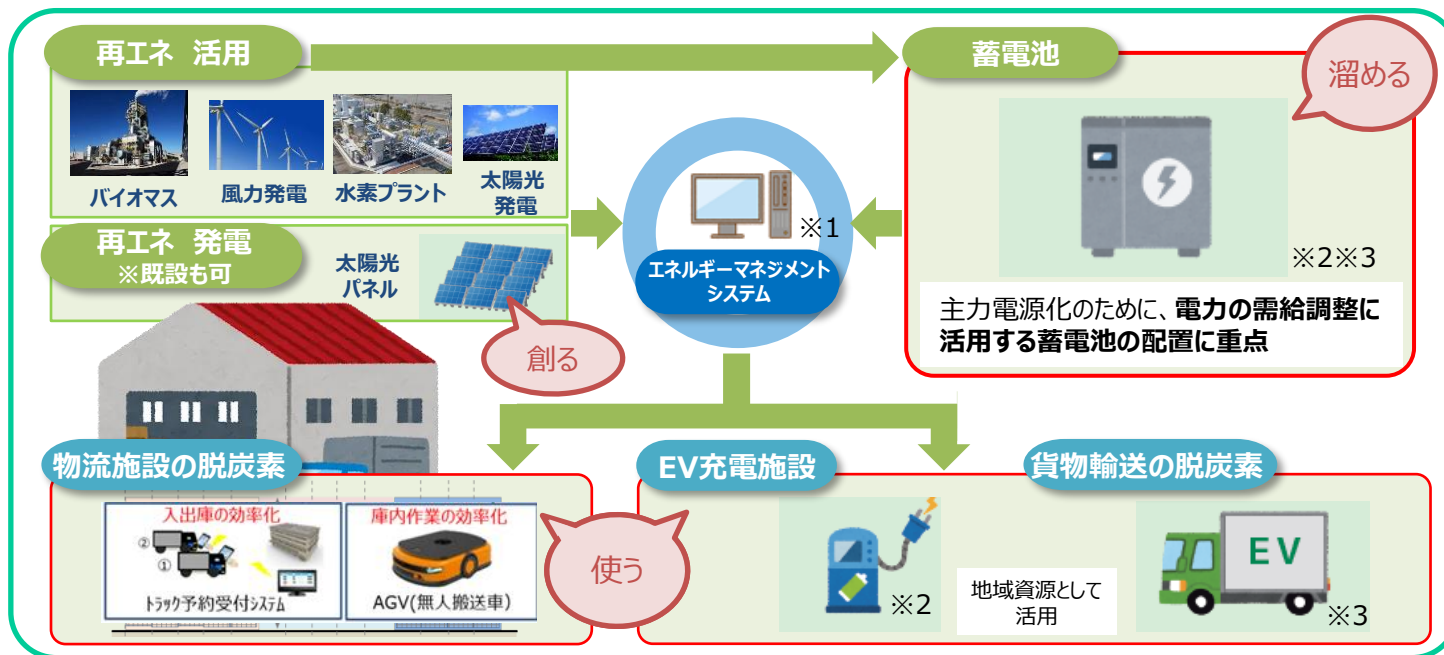 再エネ 活用
バイオマス
風力発電
水素プラント
太陽光
発電
再エネ 発電
※既設も可
太陽光
パネル
創る
※1
エネルギーマネジメント
システム
蓄電池
溜める
※2※3
主力電源化のために、電力の需給調整に
活用する蓄電池の配置に重点
物流施設の脱炭素
入出庫の効率化
②
①
トラック予約受付システム
庫内作業の効率化
AGV(無人搬送車)
使う
EV充電施設
※2
地域資源として
活用
貨物輸送の脱炭素
EV
※3